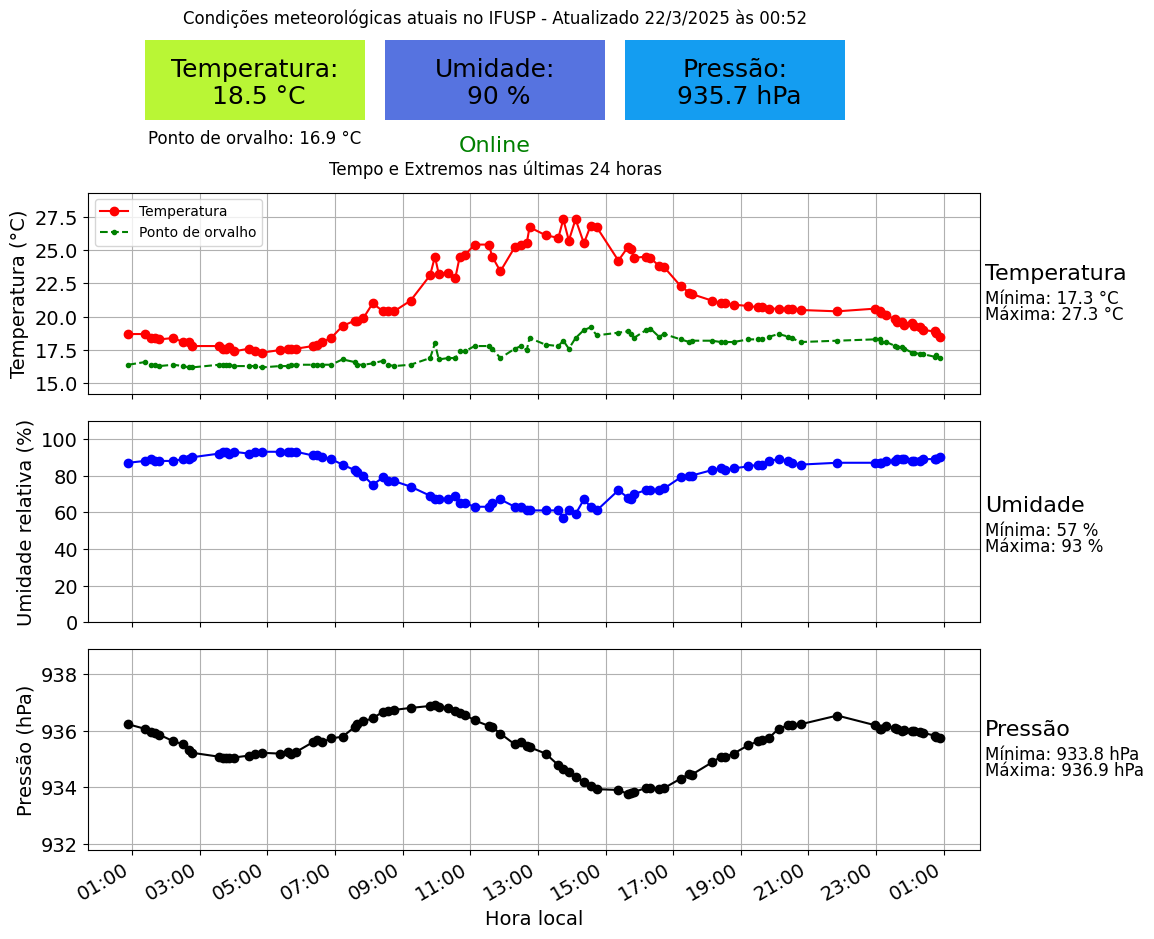 Condições meteorológicas atuais no IFUSP - Atualizado 22/3/2025 às 00:52
Temperatura:
18.5 °C
Umidade:
90 %
Pressão:
935.7 hPa
Ponto de orvalho: 16.9 °C
Online
Tempo e Extremos nas últimas 24 horas
Temperatura (°C)
27.5
25.0
22.5
20.0
17.5
15.0
Temperatura
Ponto de orvalho
Temperatura
Mínima: 17.3 °C
Máxima: 27.3 °C
Umidade relativa (%)
100
80
60
40
20
0
Umidade
Mínima: 57 %
Máxima: 93 %
Pressão (hPa)
938
936
934
932
Pressão
Mínima: 933.8 hPa
Máxima: 936.9 hPa
01:00 03:00 05:00 07:00 09:00 11:00 13:00 15:00 17:00 19:00 21:00 23:00 01:00
Hora local